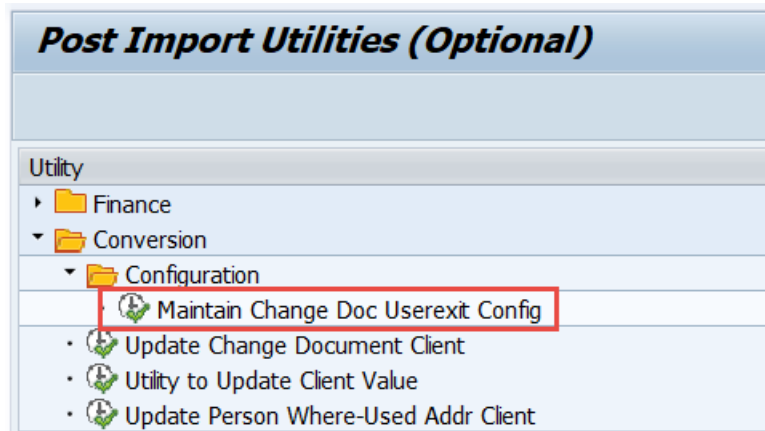 Post Import Utilities (Optional)
Utility
Finance
Conversion
Configuration
Maintain Change Doc Userexit Config
Update Change Document Client
Utility to Update Client Value
Update Person Where-Used Addr Client